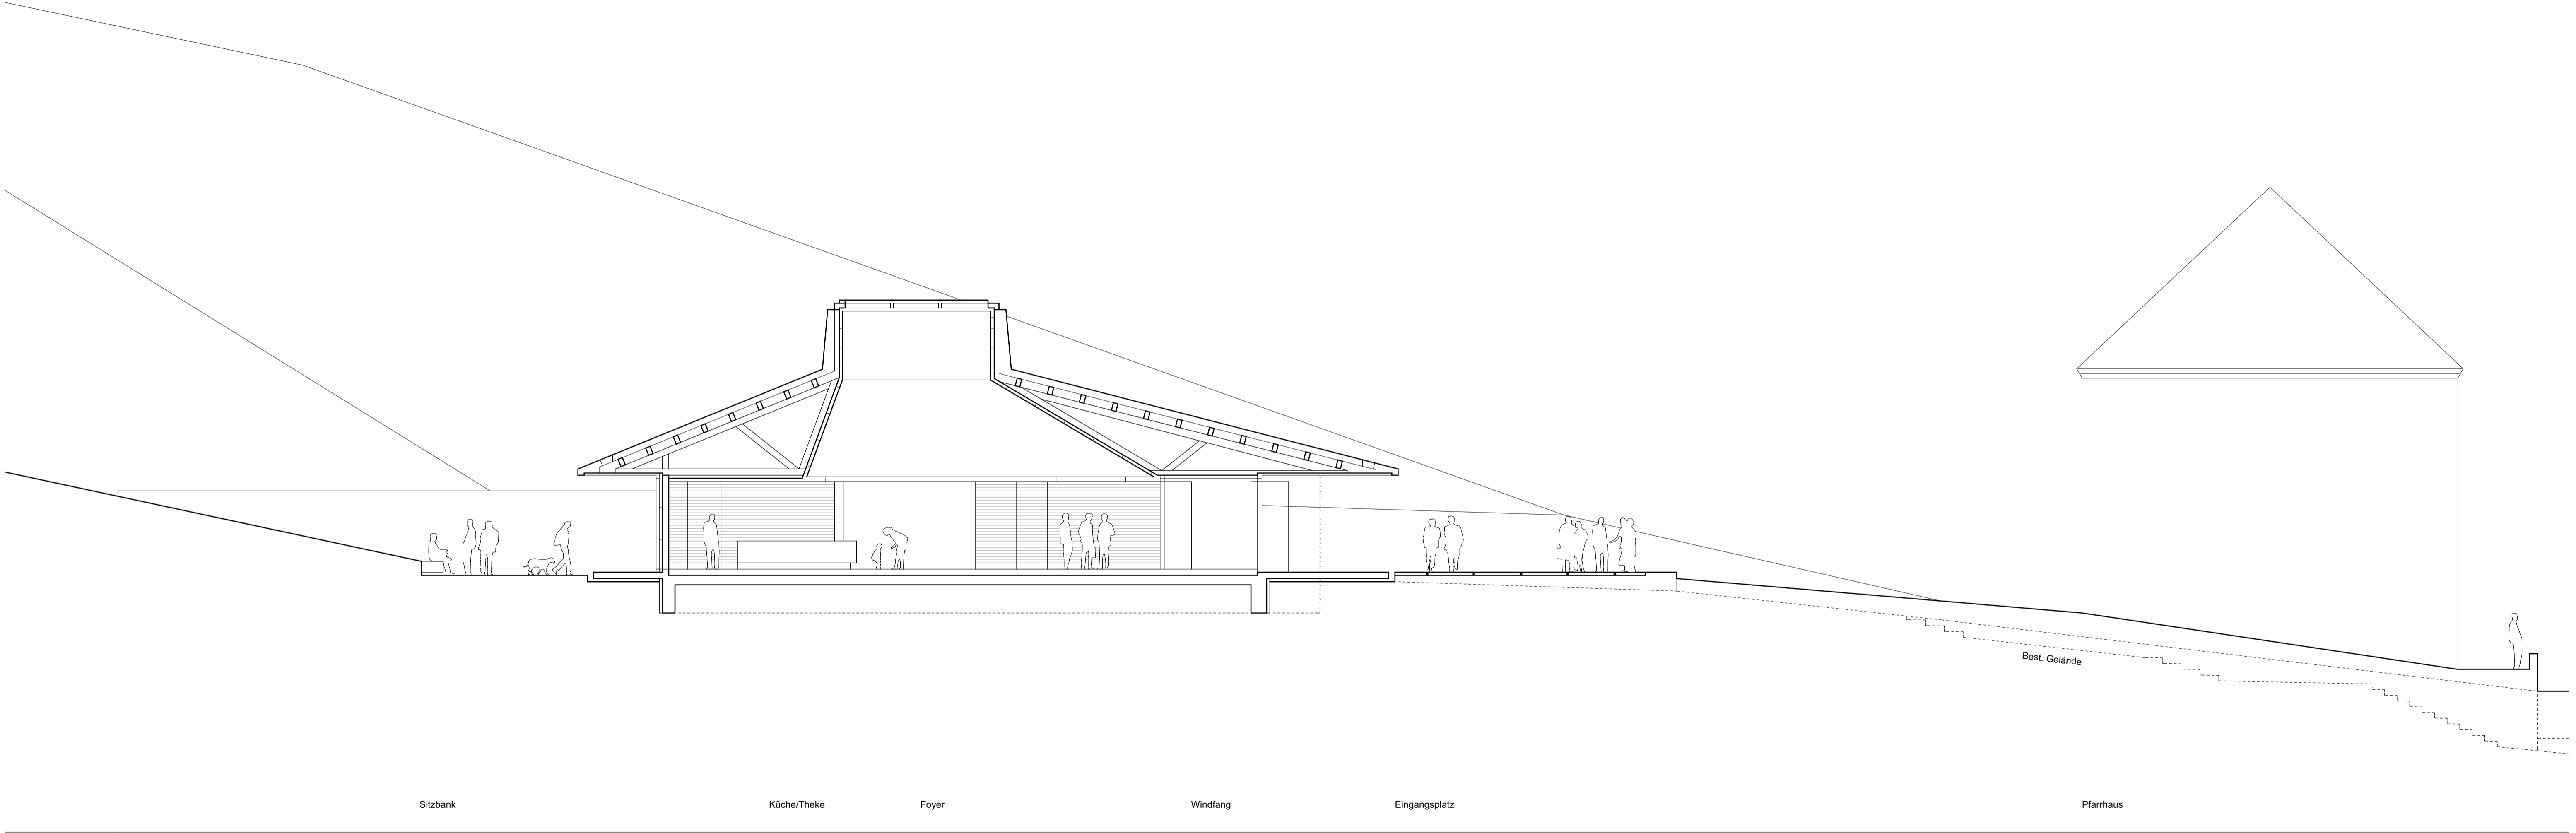 Best. Gelände
Sitzbank
Küche/Theke
Foyer
Windfang
Eingangsplatz
Pfarrhaus